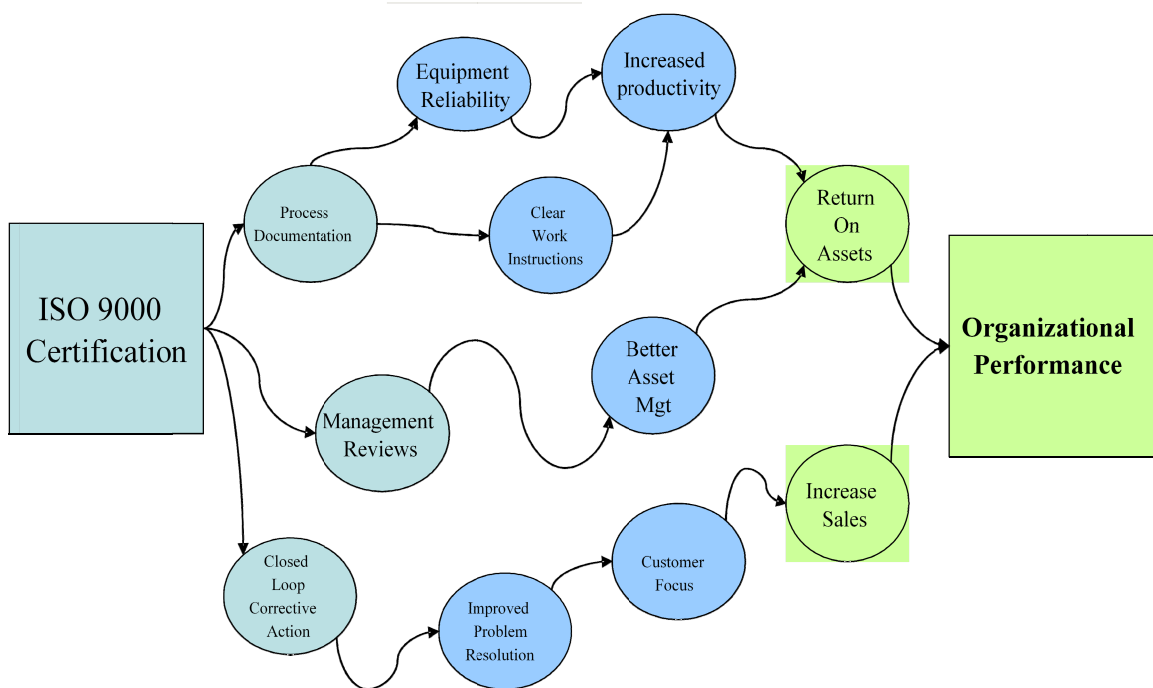 Equipment
Reliability
Increased
productivity
Process
Documentation
Clear
Work
Instructions
Return
On
Assets
ISO 9000
Certification
Organizational
Performance
Better
Asset
Mgt
Management
Reviews
Increase
Sales
Closed
Loop
Corrective
Action
Improved
Problem
Resolution
Customer
Focus